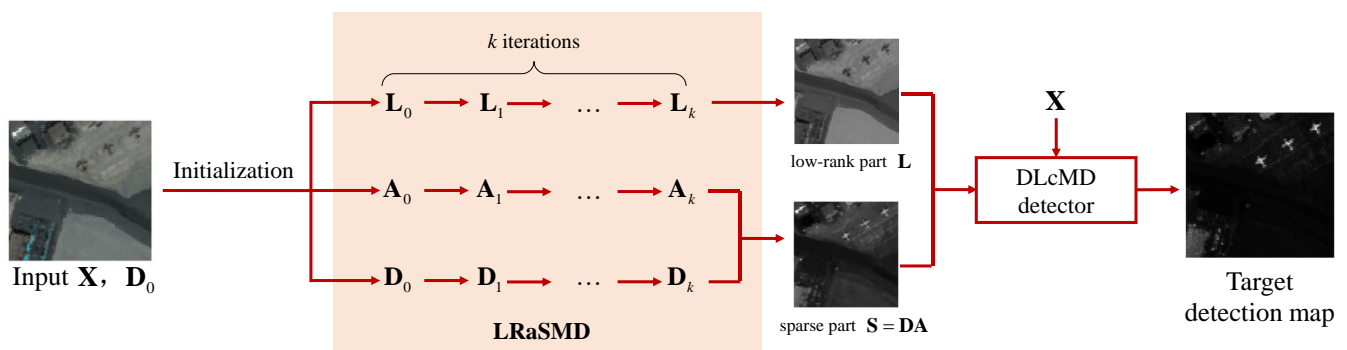 Input X, D₀
Initialization
k iterations
L₀ L₁ … Lₖ
A₀ A₁ … Aₖ
D₀ D₁ … Dₖ
LRaSMD
low-rank part L
sparse part S = DA
X
DLcMD
detector
Target
detection map